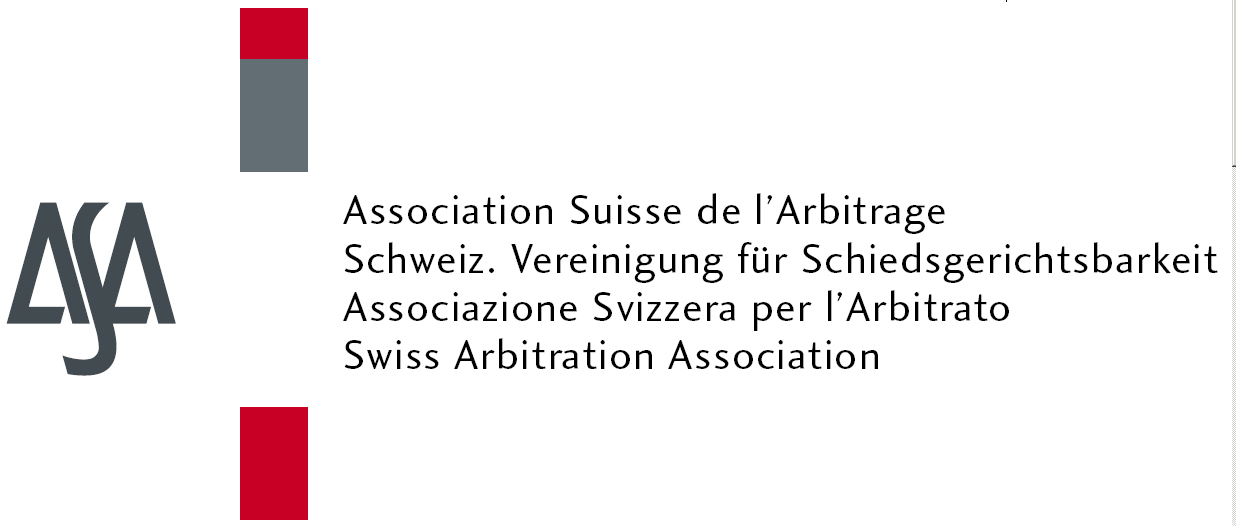 ASA
Association Suisse de l’Arbitrage
Schweiz. Vereinigung für Schiedsgerichtsbarkeit
Associazione Svizzera per l’Arbitrato
Swiss Arbitration Association